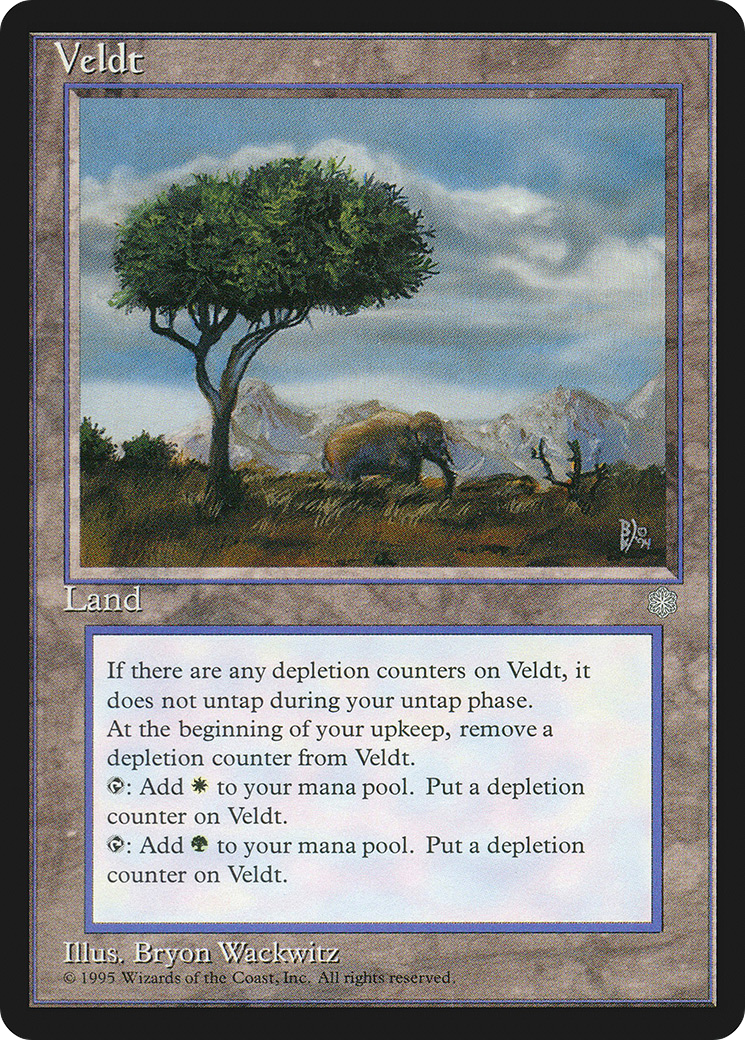 Veldt
Land
If there are any depletion counters on Veldt, it
does not untap during your untap phase.
At the beginning of your upkeep, remove a
depletion counter from Veldt.
: Add to your mana pool. Put a depletion
counter on Veldt.
: Add to your mana pool. Put a depletion
counter on Veldt.
Illus. Bryon Wackwitz
© 1995 Wizards of the Coast, Inc. All rights reserved.